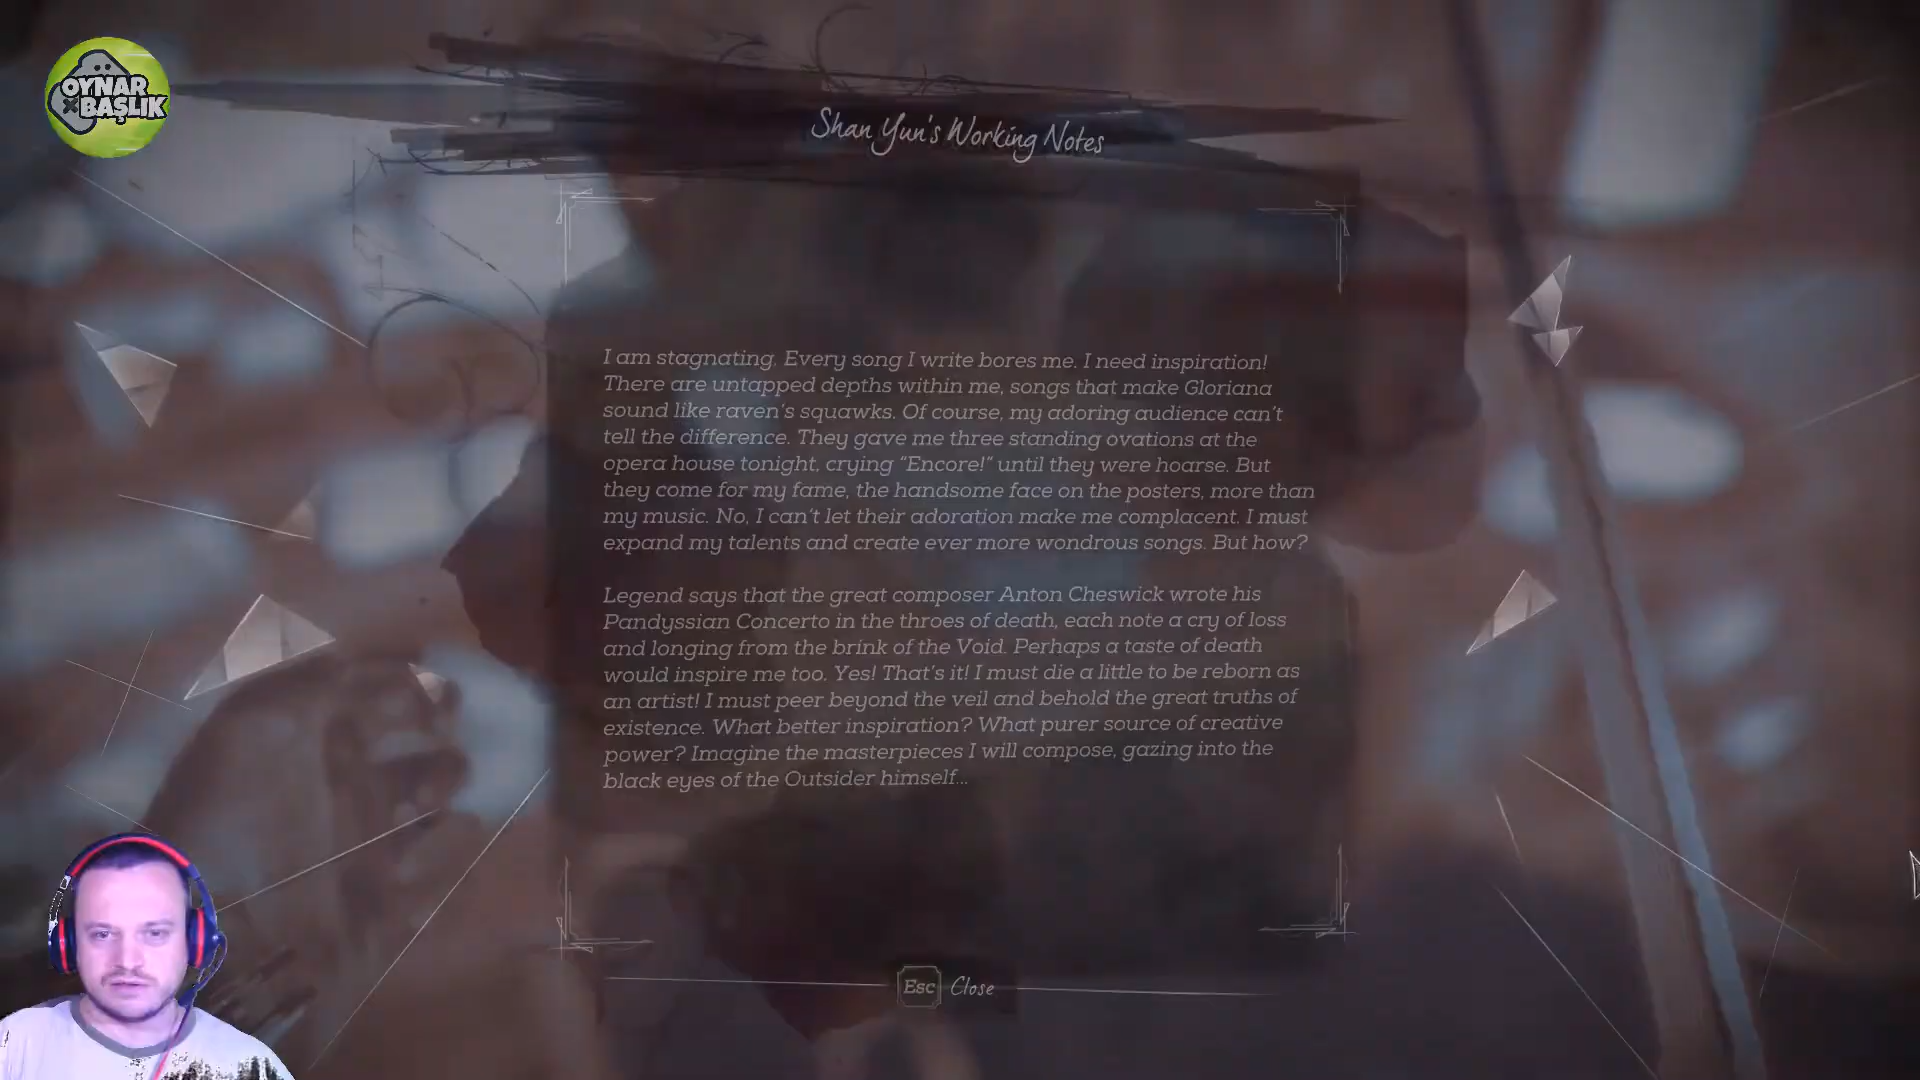 OYNAR
BAŞLIK
Shan Yun's Working Notes
I am stagnating. Every song I write bores me. I need inspiration!
There are untapped depths within me, songs that make Gloriana
sound like raven's squawks. Of course, my adoring audience can't
tell the difference. They gave me three standing ovations at the
opera house tonight, crying "Encore!" until they were hoarse. But
they come for my fame, the handsome face on the posters, more than
my music. No, I can't let their adoration make me complacent. I must
expand my talents and create ever more wondrous songs. But how?
Legend says that the great composer Anton Cheswick wrote his
Pandyssian Concerto in the throes of death, each note a cry of loss
and longing from the brink of the Void. Perhaps a taste of death
would inspire me too. Yes! That's it! I must die a little to be reborn as
an artist! I must peer beyond the veil and behold the great truths of
existence. What better inspiration? What purer source of creative
power? Imagine the masterpieces I will compose, gazing into the
black eyes of the Outsider himself...
Esc Close